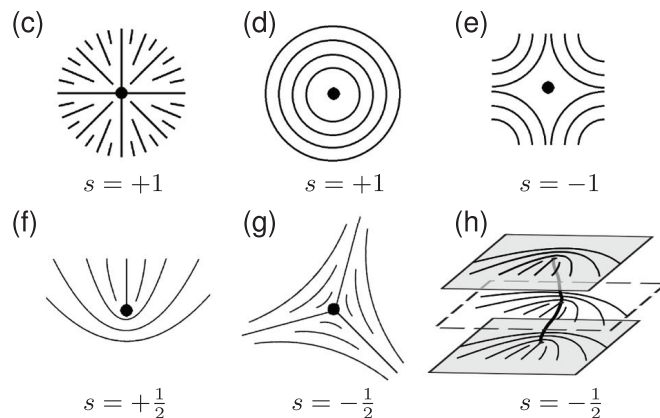 (c) (d) (e)
s = +1 s = +1 s = −1
(f) (g) (h)
s = +1/2 s = −1/2 s = −1/2